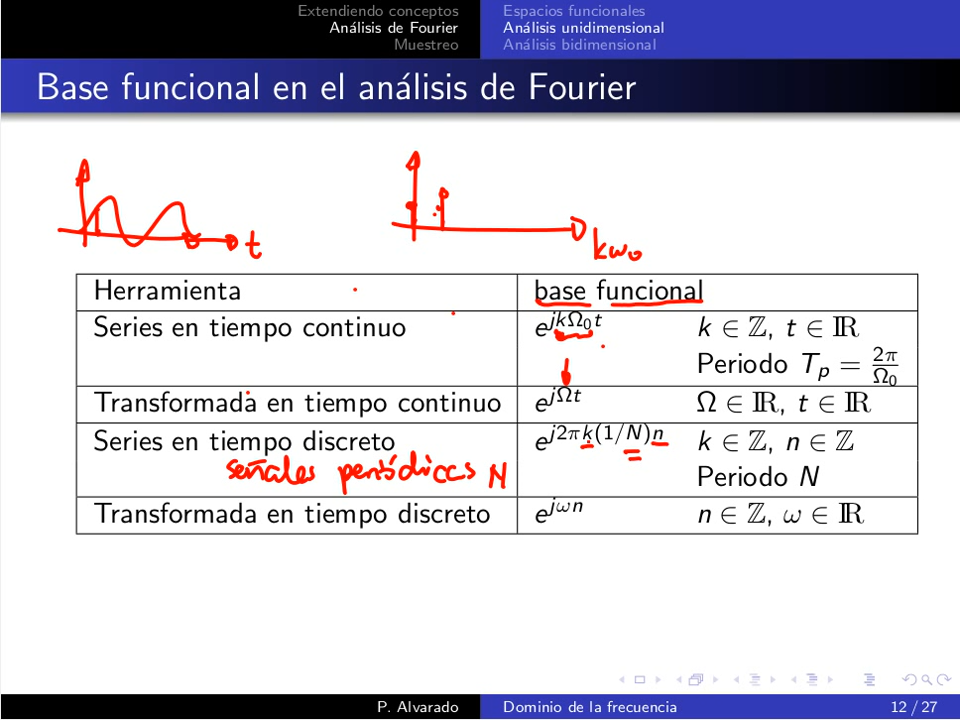 Extendiendo conceptos
Análisis de Fourier
Muestreo
Espacios funcionales
Análisis unidimensional
Análisis bidimensional
Base funcional en el análisis de Fourier
t
kω₀
Herramienta base funcional
Series en tiempo continuo e^{jkΩ₀t} k ∈ ℤ, t ∈ ℝ
Periodo T_p = 2π/Ω₀
Transformada en tiempo continuo e^{jΩt} Ω ∈ ℝ, t ∈ ℝ
Series en tiempo discreto e^{j2πk(1/N)n} k ∈ ℤ, n ∈ ℤ
señales periódicas N Periodo N
Transformada en tiempo discreto e^{jωn} n ∈ ℤ, ω ∈ ℝ
P. Alvarado Dominio de la frecuencia 12 / 27